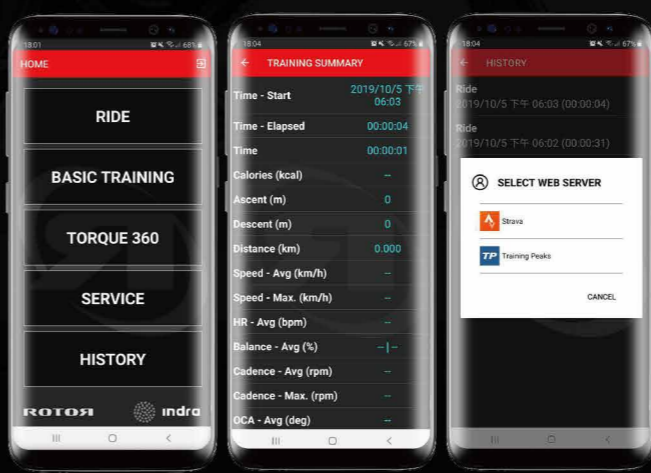 18:01
68%
HOME
RIDE
BASIC TRAINING
TORQUE 360
SERVICE
HISTORY
ROTOR
indra
18:04
67%
TRAINING SUMMARY
Time - Start 2019/10/5 下午 06:03
Time - Elapsed 00:00:04
Time 00:00:01
Calories (kcal) --
Ascent (m) 0
Descent (m) 0
Distance (km) 0.000
Speed - Avg (km/h) --
Speed - Max. (km/h) --
HR - Avg (bpm) --
Balance - Avg (%) --|--
Cadence - Avg (rpm) --
Cadence - Max. (rpm) --
OCA - Avg (deg) --
18:04
67%
HISTORY
Ride
2019/10/5 下午 06:03 (00:00:04)
Ride
2019/10/5 下午 06:02 (00:00:31)
SELECT WEB SERVER
Strava
TP Training Peaks
CANCEL